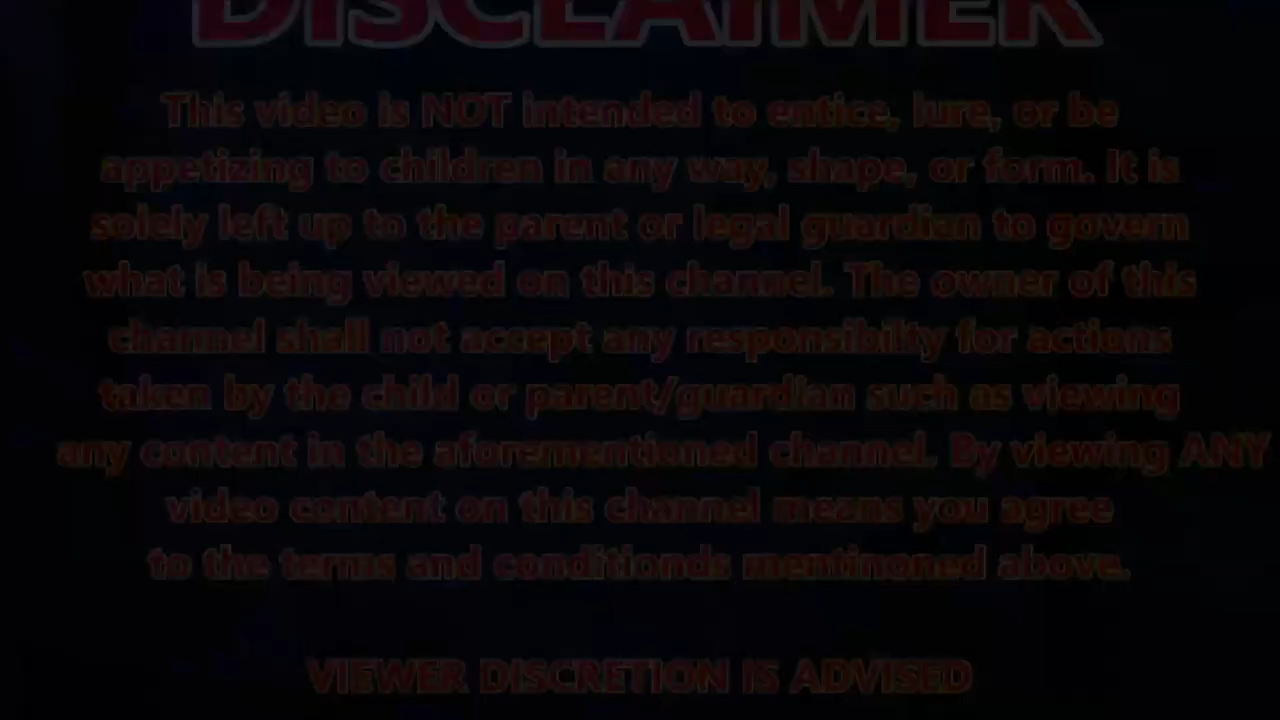 DISCLAIMER
This video is NOT intended to entice, lure, or be
appetizing to children in any way, shape, or form. It is
solely left up to the parent or legal guardian to govern
what is being viewed on this channel. The owner of this
channel shall not accept any responsibilty for actions
taken by the child or parent/guardian such as viewing
any content in the aforementioned channel. By viewing ANY
video content on this channel means you agree
to the terms and conditionds mentinoned above.
VIEWER DISCRETION IS ADVISED